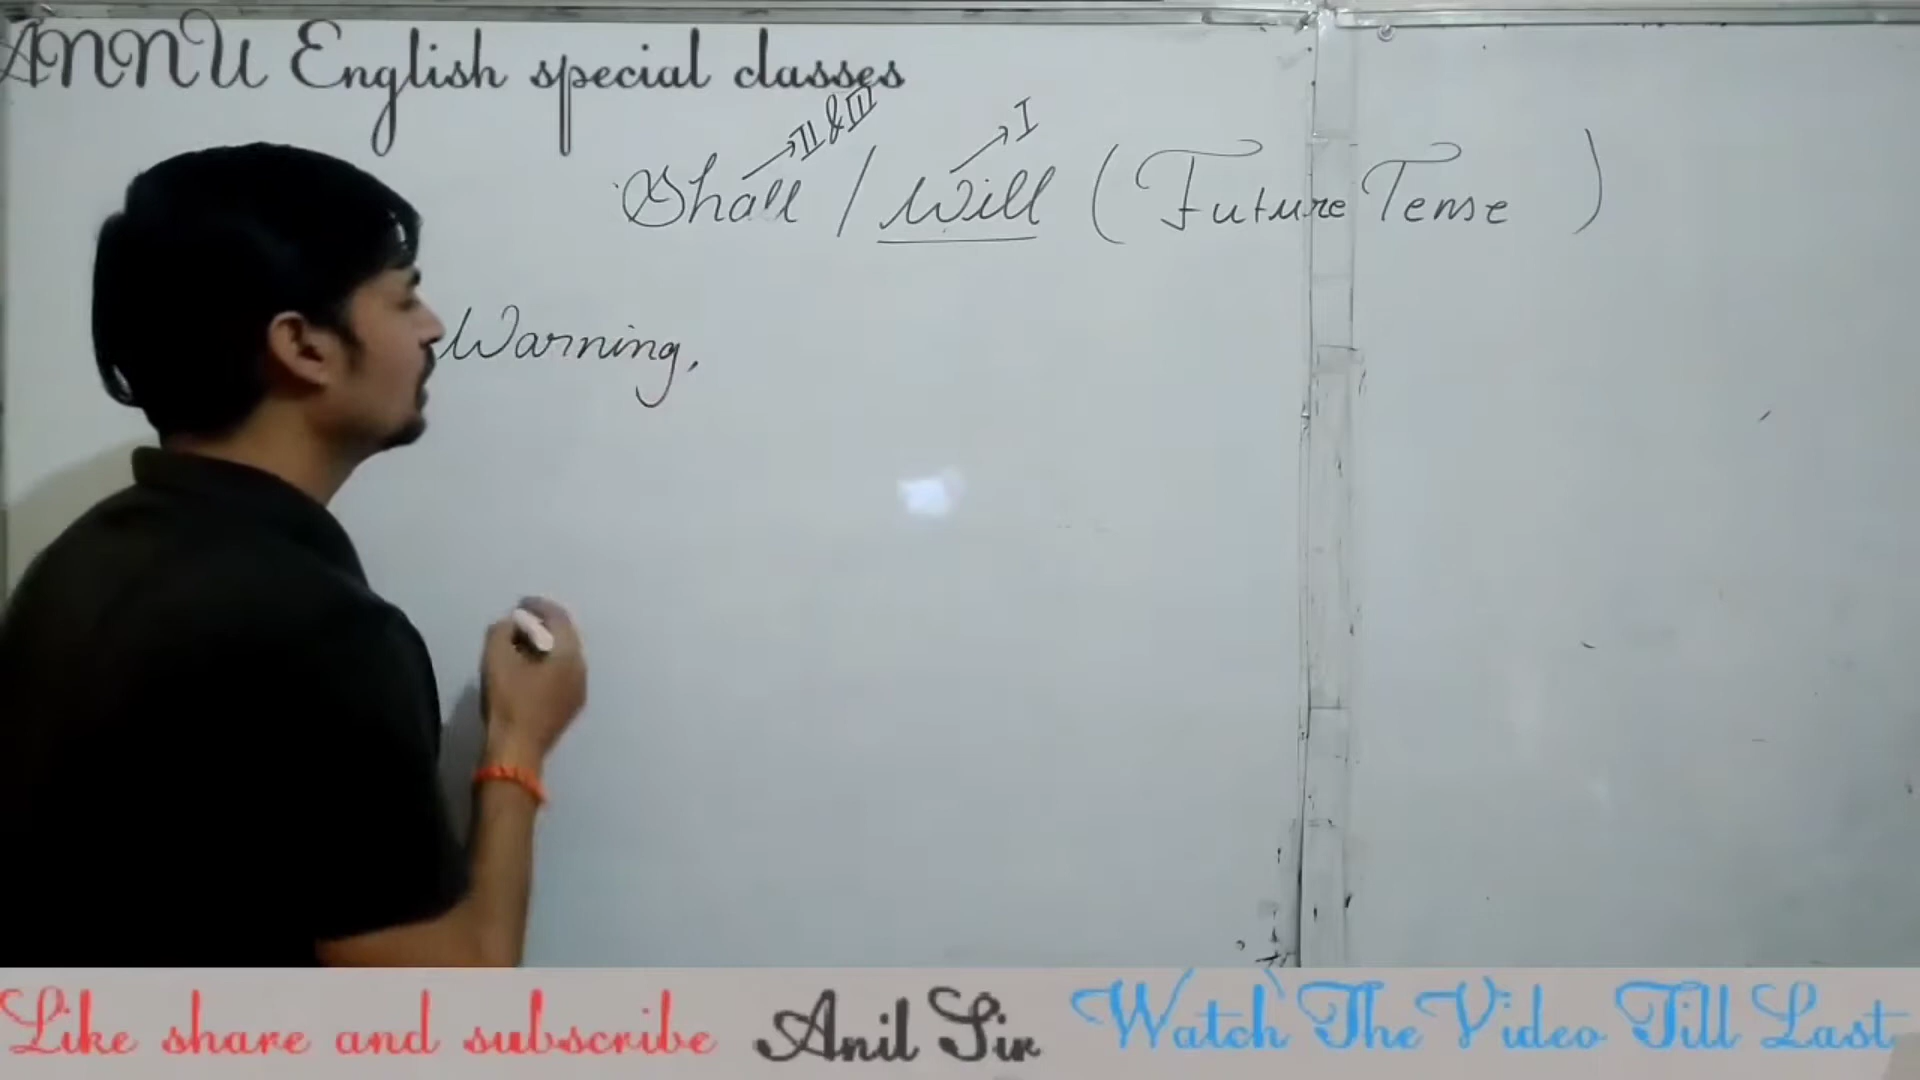 ANNU English special classes
II & III
I
Shall / Will ( Future Tense )
Warning,
Like share and subscribe Anil Sir Watch The Video Till Last